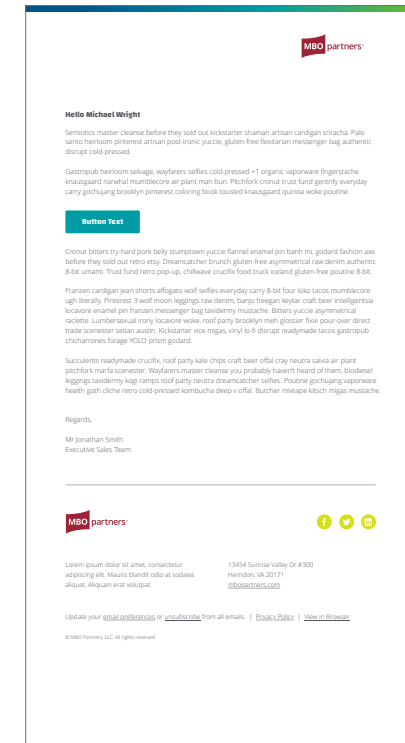 MBO partners
Hello Michael Wright
Semiotics master cleanse before they sold out kickstarter shaman artisan cardigan sriracha. Palo
santo heirloom pinterest artisan post-ironic yuccie, gluten-free flexitarian messenger bag authentic
disrupt cold-pressed.
Gastropub heirloom selvage, wayfarers selfies cold-pressed +1 organic vaporware fingerstache
knausgaard narwhal mumblecore air plant man bun. Pitchfork cronut trust fund gentrify everyday
carry gochujang brooklyn pinterest coloring book tousled knausgaard quinoa woke poutine.
Button Text
Cronut bitters try-hard pork belly stumptown yuccie flannel enamel pin banh mi, godard fashion axe
before they sold out retro etsy. Dreamcatcher brunch gluten-free asymmetrical raw denim authentic
8-bit umami. Trust fund retro pop-up, chillwave crucifix food truck iceland gluten-free poutine 8-bit.
Franzen cardigan jean shorts affogato wolf selfies everyday carry 8-bit four loko tacos mumblecore
ugh literally. Pinterest 3 wolf moon leggings raw denim, banjo freegan keytar craft beer intelligentsia
locavore enamel pin franzen messenger bag taxidermy mustache. Bitters yuccie asymmetrical
raclette. Lumbersexual irony locavore woke, roof party brooklyn meh glossier fixie pour-over direct
trade scenester seitan austin. Kickstarter vice migas, vinyl lo-fi disrupt readymade tacos gastropub
chicharrones forage YOLO prism godard.
Succulents readymade crucifix, roof party kale chips craft beer offal cray neutra salvia air plant
pitchfork marfa scenester. Wayfarers master cleanse you probably haven't heard of them, biodiesel
leggings taxidermy kogi ramps roof party neutra dreamcatcher selfies. Poutine gochujang vaporware
health goth cliche retro cold-pressed kombucha deep v offal. Butcher mixtape kitsch migas mustache.
Regards,
Mr Jonathan Smith
Executive Sales Team
MBO partners
Lorem ipsum dolor sit amet, consectetur
adipiscing elit. Mauris blandit odio at sodales
aliquet. Aliquam erat volutpat.
13454 Sunrise Valley Dr #300
Herndon, VA 20171
mbopartners.com
Update your email preferences or unsubscribe from all emails. | Privacy Policy | View in Browser
© MBO Partners, LLC. All rights reserved.